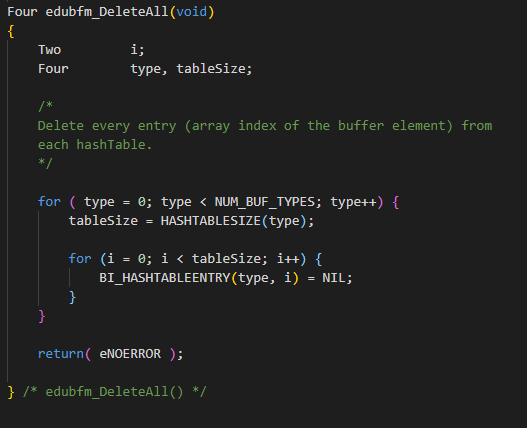 Four edubfm_DeleteAll(void)
{
    Two         i;
    Four        type, tableSize;

    /*
    Delete every entry (array index of the buffer element) from
    each hashTable.
    */

    for ( type = 0; type < NUM_BUF_TYPES; type++) {
        tableSize = HASHTABLESIZE(type);

        for (i = 0; i < tableSize; i++) {
            BI_HASHTABLEENTRY(type, i) = NIL;
        }
    }

    return( eNOERROR );

} /* edubfm_DeleteAll() */